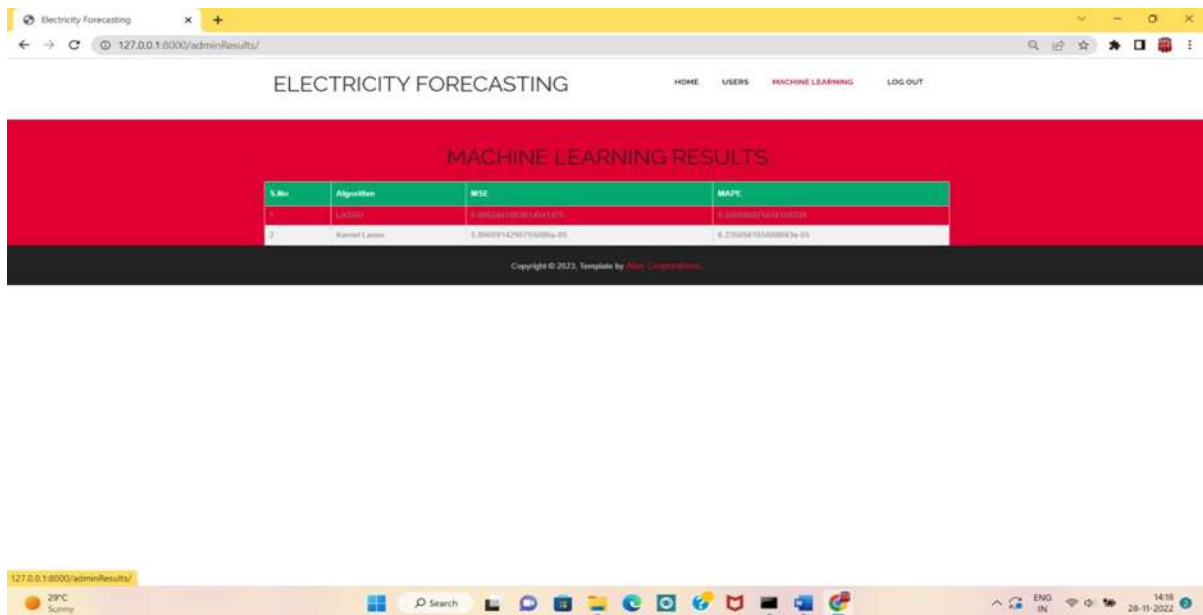 Electricity Forecasting
127.0.0.1:8000/adminResults/
ELECTRICITY FORECASTING
HOME USERS MACHINE LEARNING LOG OUT
MACHINE LEARNING RESULTS
S.No Algorithm MSE MAPE
1 LASSO
2 Kernel Lasso
Copyright © 2023, Template by
127.0.0.1:8000/adminResults/
29°C
Sunny
Search
ENG
IN
14:18
28-11-2022